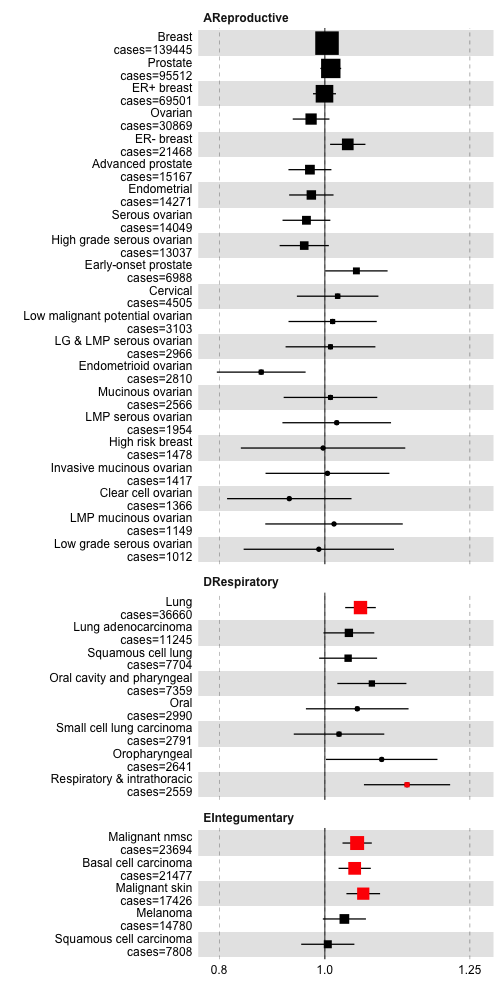 AReproductive
Breast
cases=139445
Prostate
cases=95512
ER+ breast
cases=69501
Ovarian
cases=30869
ER- breast
cases=21468
Advanced prostate
cases=15167
Endometrial
cases=14271
Serous ovarian
cases=14049
High grade serous ovarian
cases=13037
Early-onset prostate
cases=6988
Cervical
cases=4505
Low malignant potential ovarian
cases=3103
LG & LMP serous ovarian
cases=2966
Endometrioid ovarian
cases=2810
Mucinous ovarian
cases=2566
LMP serous ovarian
cases=1954
High risk breast
cases=1478
Invasive mucinous ovarian
cases=1417
Clear cell ovarian
cases=1366
LMP mucinous ovarian
cases=1149
Low grade serous ovarian
cases=1012
DRespiratory
Lung
cases=36660
Lung adenocarcinoma
cases=11245
Squamous cell lung
cases=7704
Oral cavity and pharyngeal
cases=7359
Oral
cases=2990
Small cell lung carcinoma
cases=2791
Oropharyngeal
cases=2641
Respiratory & intrathoracic
cases=2559
EIntegumentary
Malignant nmsc
cases=23694
Basal cell carcinoma
cases=21477
Malignant skin
cases=17426
Melanoma
cases=14780
Squamous cell carcinoma
cases=7808
0.8 1.0 1.25